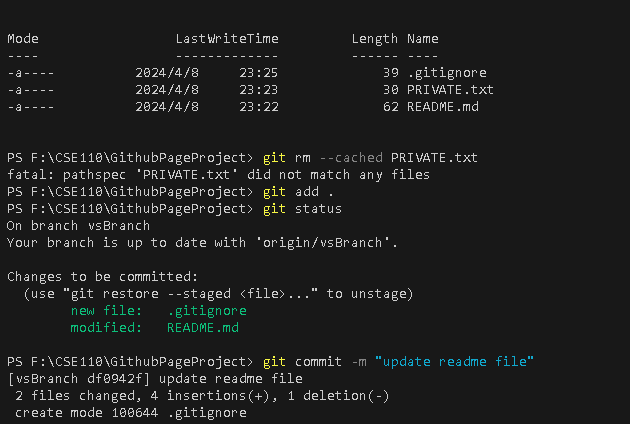 Mode                 LastWriteTime         Length Name
----                 -------------         ------ ----
-a----          2024/4/8     23:25             39 .gitignore
-a----          2024/4/8     23:23             30 PRIVATE.txt
-a----          2024/4/8     23:22             62 README.md
PS F:\CSE110\GithubPageProject> git rm --cached PRIVATE.txt
fatal: pathspec 'PRIVATE.txt' did not match any files
PS F:\CSE110\GithubPageProject> git add .
PS F:\CSE110\GithubPageProject> git status
On branch vsBranch
Your branch is up to date with 'origin/vsBranch'.
Changes to be committed:
  (use "git restore --staged <file>..." to unstage)
        new file:   .gitignore
        modified:   README.md
PS F:\CSE110\GithubPageProject> git commit -m "update readme file"
[vsBranch df0942f] update readme file
 2 files changed, 4 insertions(+), 1 deletion(-)
 create mode 100644 .gitignore